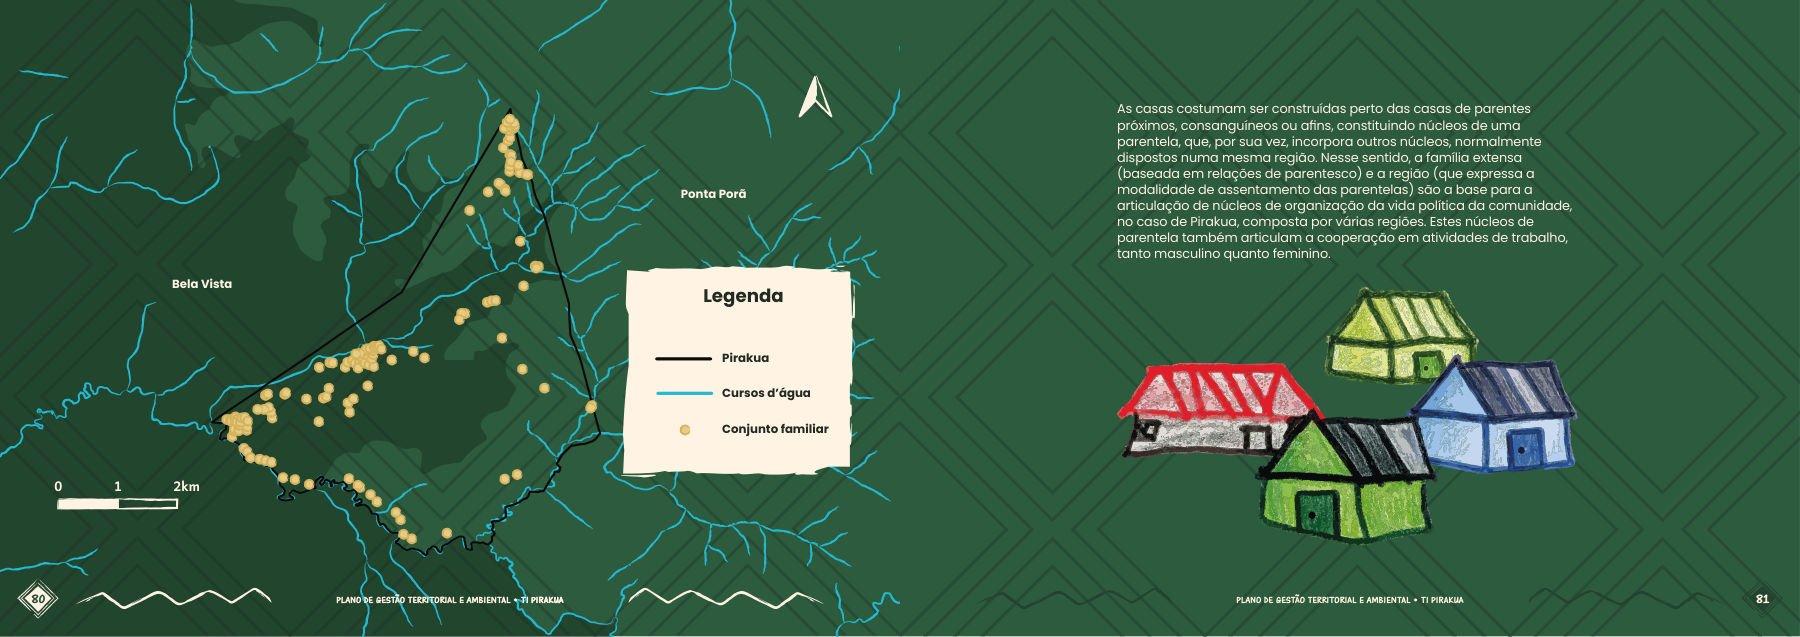 Ponta Porã
Bela Vista
Legenda
Pirakua
Cursos d'água
Conjunto familiar
0 1 2km
80
PLANO DE GESTÃO TERRITORIAL E AMBIENTAL • TI PIRAKUA
As casas costumam ser construídas perto das casas de parentes
próximos, consanguíneos ou afins, constituindo núcleos de uma
parentela, que, por sua vez, incorpora outros núcleos, normalmente
dispostos numa mesma região. Nesse sentido, a família extensa
(baseada em relações de parentesco) e a região (que expressa a
modalidade de assentamento das parentelas) são a base para a
articulação de núcleos de organização da vida política da comunidade,
no caso de Pirakua, composta por várias regiões. Estes núcleos de
parentela também articulam a cooperação em atividades de trabalho,
tanto masculino quanto feminino.
PLANO DE GESTÃO TERRITORIAL E AMBIENTAL • TI PIRAKUA
81